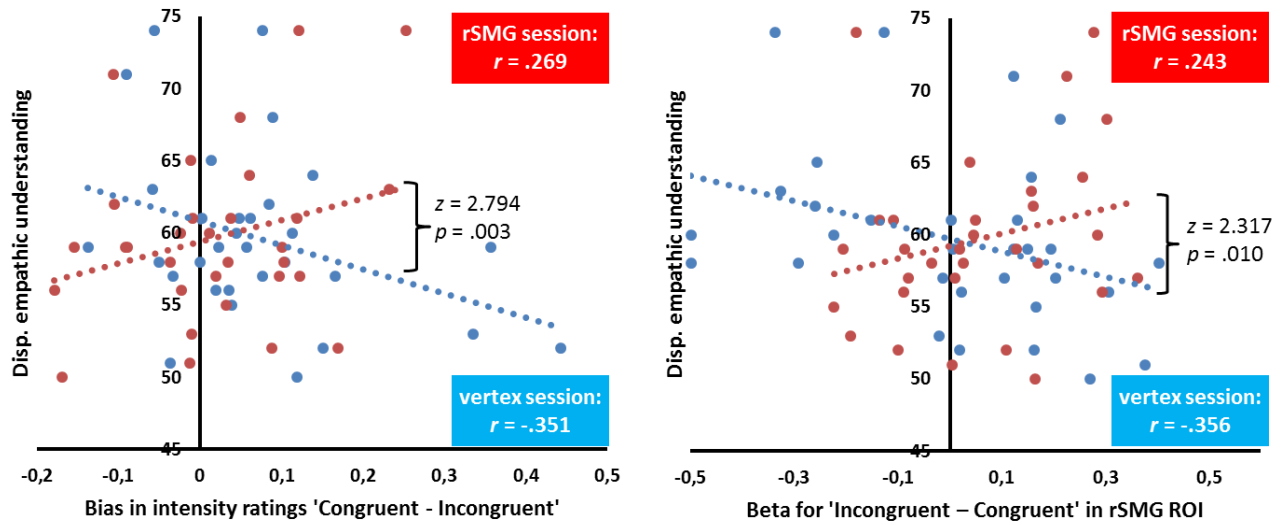 75
rSMG session:
r = .269
70
65
60
55
50
45
z = 2.794
p = .003
vertex session:
r = -.351
Disp. empathic understanding
-0,2
-0,1
0
0,1
0,2
0,3
0,4
0,5
Bias in intensity ratings 'Congruent - Incongruent'
75
rSMG session:
r = .243
70
65
60
55
50
45
z = 2.317
p = .010
vertex session:
r = -.356
Disp. empathic understanding
-0,5
-0,3
-0,1
0,1
0,3
0,5
Beta for 'Incongruent – Congruent' in rSMG ROI